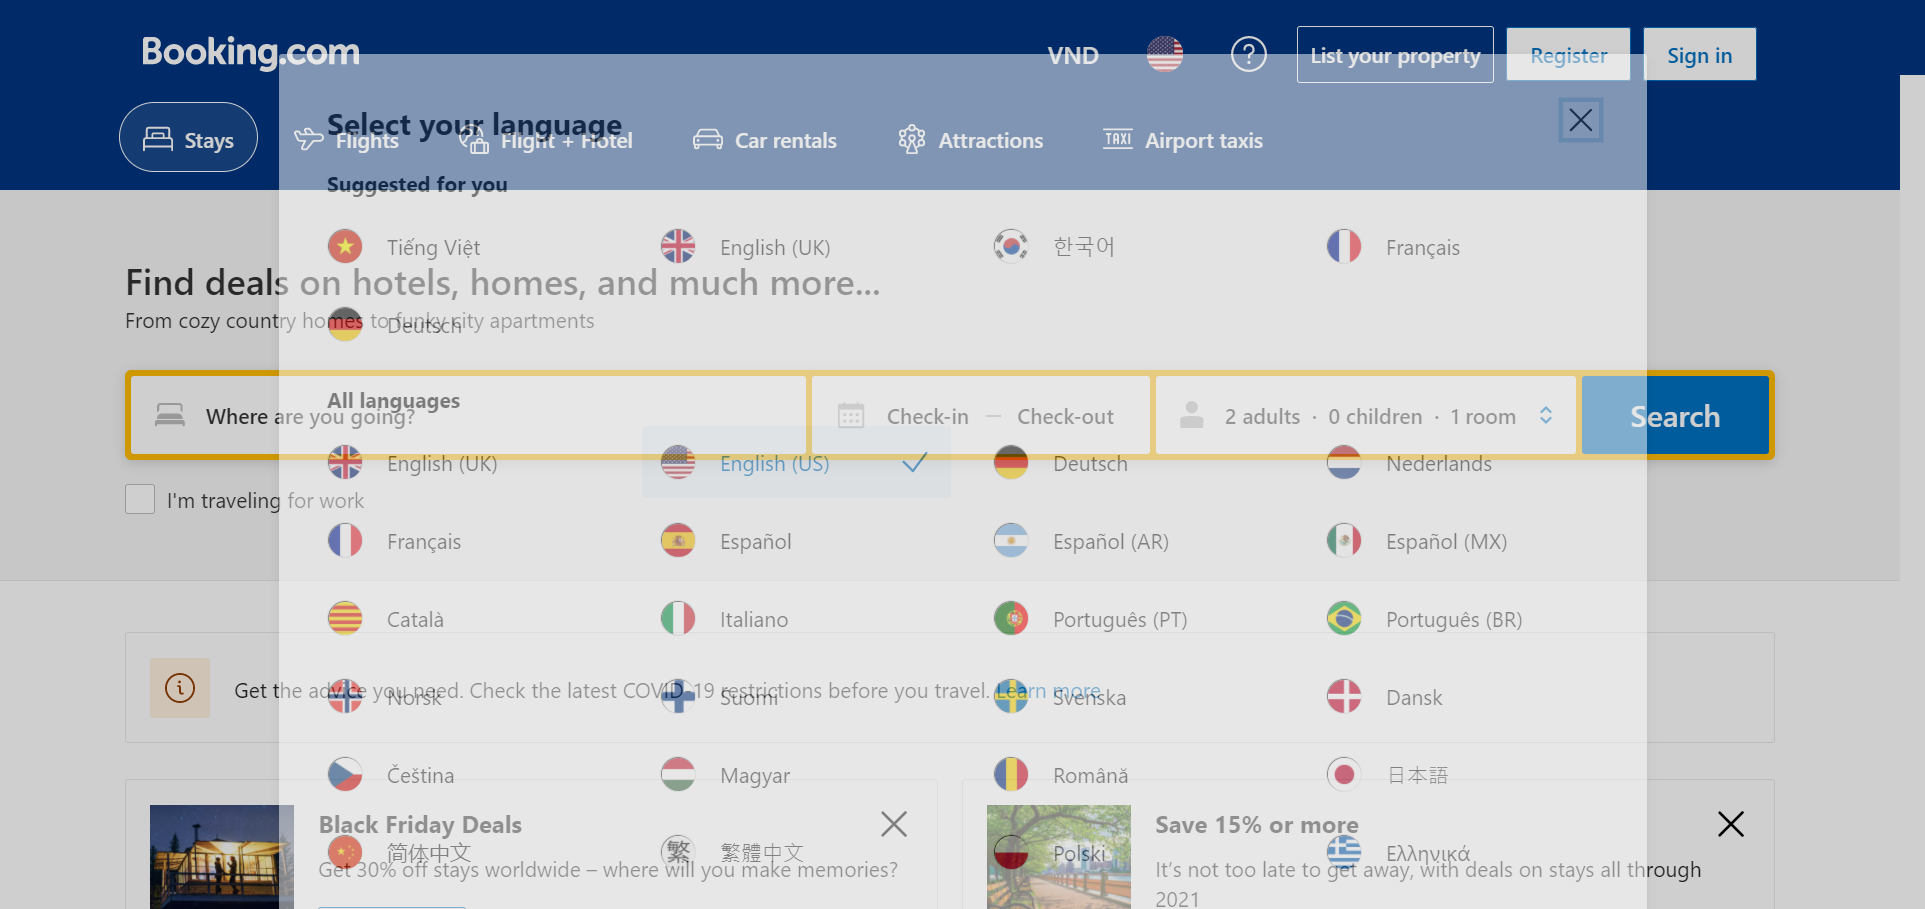 Booking.com
VND
List your property
Register
Sign in
Stays
Flights
Flight + Hotel
Car rentals
Attractions
Airport taxis
Select your language
Suggested for you
Tiếng Việt
English (UK)
한국어
Français
Deutsch
Find deals on hotels, homes, and much more...
From cozy country homes to funky city apartments
All languages
Where are you going?
Check-in — Check-out
2 adults · 0 children · 1 room
Search
English (UK)
English (US)
Deutsch
Nederlands
I'm traveling for work
Français
Español
Español (AR)
Español (MX)
Català
Italiano
Português (PT)
Português (BR)
Get the advice you need. Check the latest COVID-19 restrictions before you travel. Learn more
Norsk
Suomi
Svenska
Dansk
Čeština
Magyar
Română
日本語
Black Friday Deals
Get 30% off stays worldwide – where will you make memories?
Save 15% or more
It's not too late to get away, with deals on stays all through
2021
简体中文
繁
繁體中文
Polski
Ελληνικά
TAXI